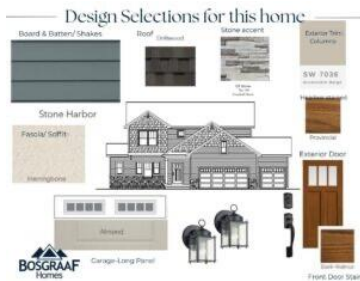 Design Selections for this home
Board & Batten/ Shakes
Roof
Driftwood
Stone accent
Exterior Trim
Columns
SW 7036
Stone Harbor
Fascia/ Soffit
Herringbone
Provincial
Exterior Door
Almond
Garage-Long Panel
BOSGRAAF
Homes
Dark Walnut
Front Door Stain